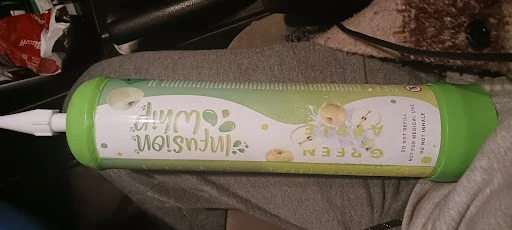 Infusion
Whip
GREEN
APPLE
DO NOT REFILL
NOT FOR MEDICAL USE
DO NOT INHALE